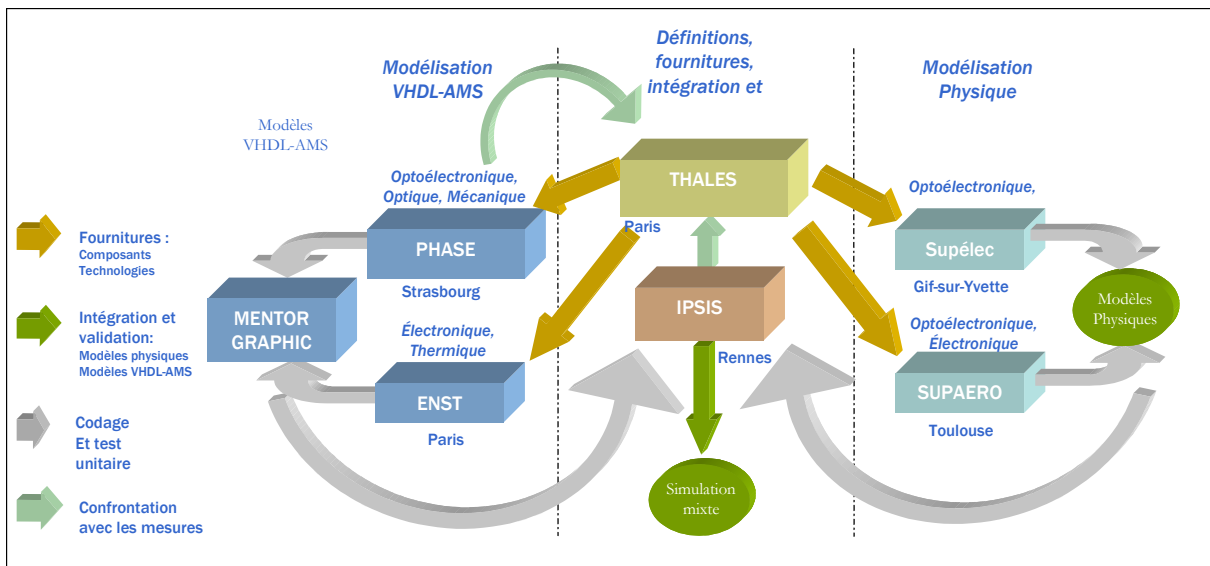 Définitions,
fournitures,
intégration et
Modélisation
VHDL-AMS
Modélisation
Physique
Modèles
VHDL-AMS
Optoélectronique,
Optique, Mécanique
THALES
Optoélectronique,
Paris
Fournitures :
Composants
Technologies
PHASE
Supélec
Strasbourg
IPSIS
Gif-sur-Yvette
MENTOR
GRAPHIC
Modèles
Physiques
Intégration et
validation:
Modèles physiques
Modèles VHDL-AMS
Électronique,
Thermique
Rennes
Optoélectronique,
Électronique
ENST
SUPAERO
Codage
Et test
unitaire
Paris
Toulouse
Simulation
mixte
Confrontation
avec les mesures